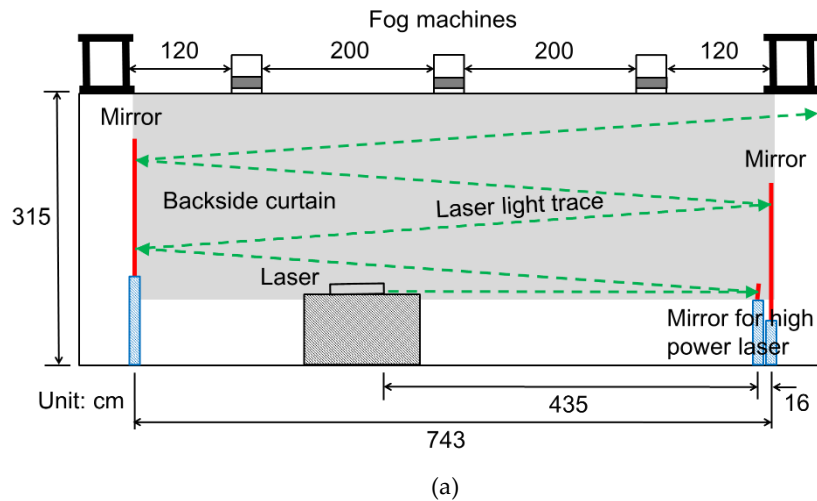 Fog machines
120 200 200 120
Mirror
Mirror
315
Backside curtain
Laser light trace
Laser
Mirror for high
power laser
Unit: cm
435
16
743
(a)